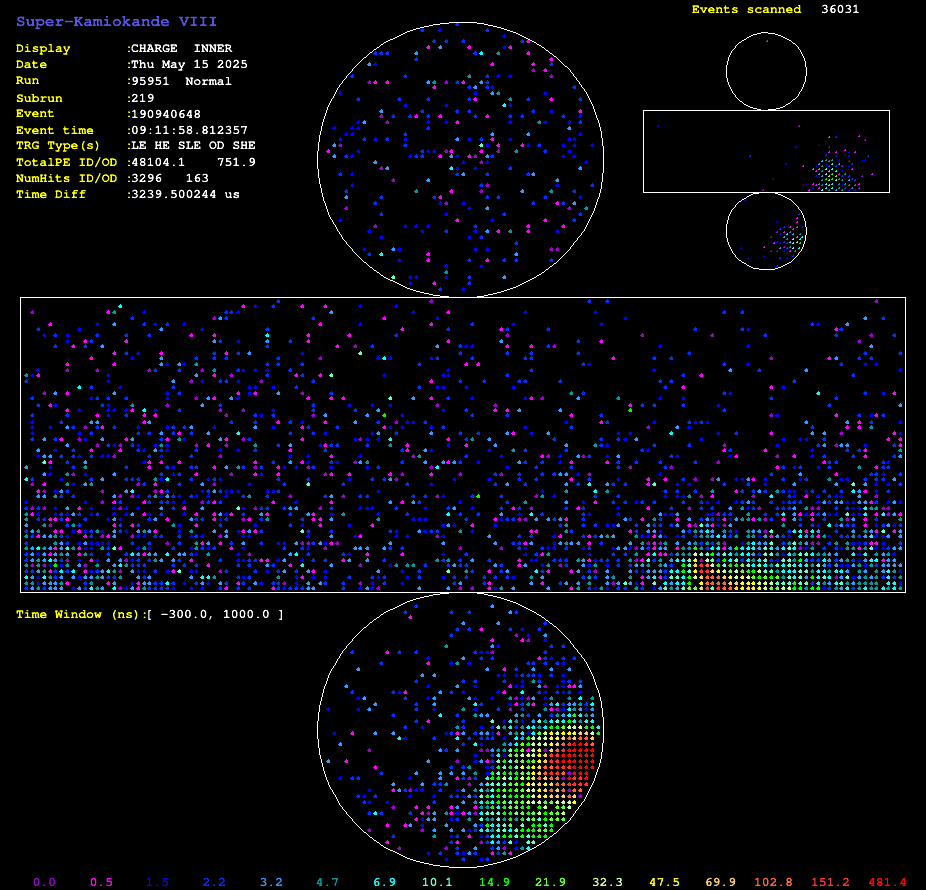 Super-Kamiokande VIII
Display :CHARGE INNER
Date :Thu May 15 2025
Run :95951 Normal
Subrun :219
Event :190940648
Event time :09:11:58.812357
TRG Type(s) :LE HE SLE OD SHE
TotalPE ID/OD :48104.1 751.9
NumHits ID/OD :3296 163
Time Diff :3239.500244 us
Events scanned 36031
Time Window (ns):[ -300.0, 1000.0 ]
0.0 0.5 1.5 2.2 3.2 4.7 6.9 10.1 14.9 21.9 32.3 47.5 69.9 102.8 151.2 481.4